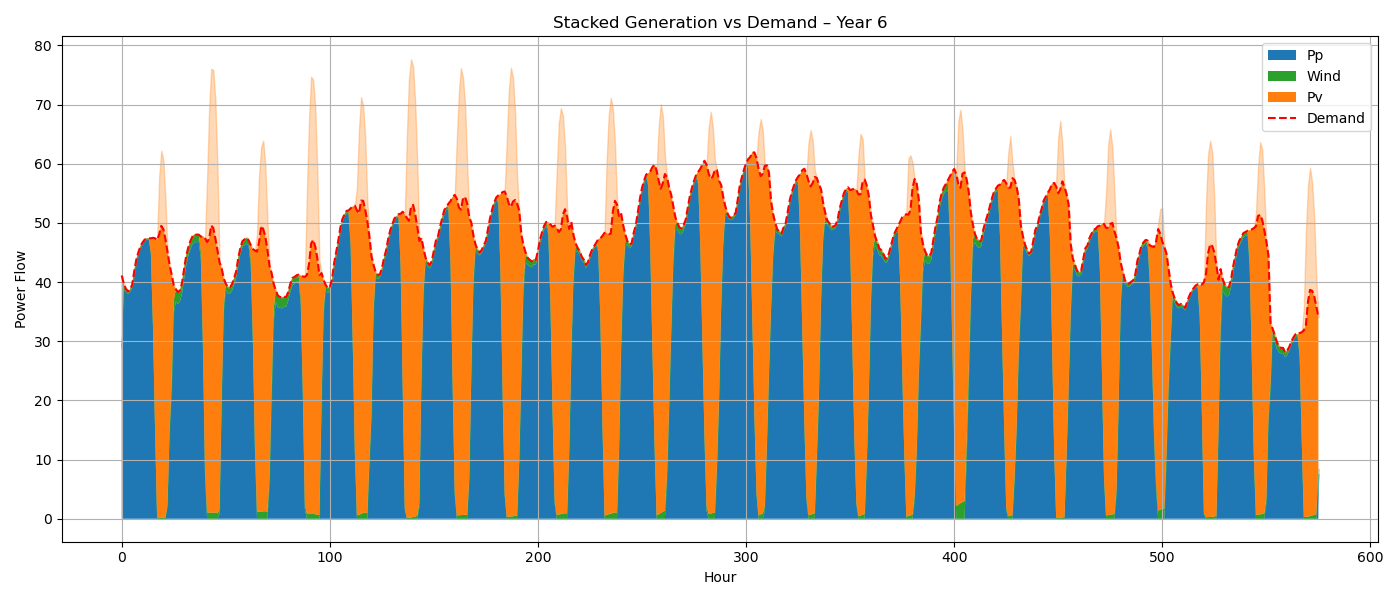 Stacked Generation vs Demand – Year 6
Power Flow
80
70
60
50
40
30
20
10
0
0 100 200 300 400 500 600
Hour
Pp
Wind
Pv
Demand